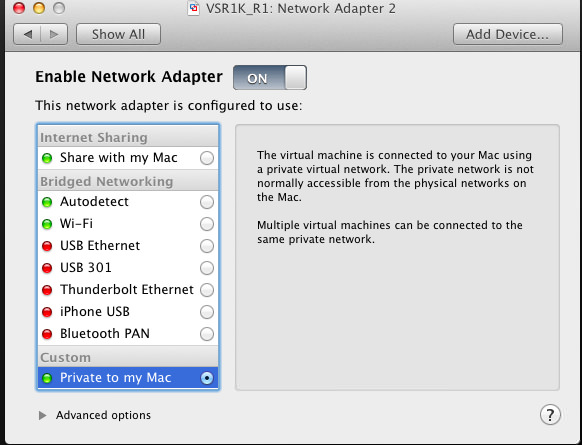 VSR1K_R1: Network Adapter 2
Show All
Add Device...
Enable Network Adapter ON
This network adapter is configured to use:
Internet Sharing
Share with my Mac
Bridged Networking
Autodetect
Wi-Fi
USB Ethernet
USB 301
Thunderbolt Ethernet
iPhone USB
Bluetooth PAN
Custom
Private to my Mac
The virtual machine is connected to your Mac using
a private virtual network. The private network is not
normally accessible from the physical networks on
the Mac.
Multiple virtual machines can be connected to the
same private network.
Advanced options
?